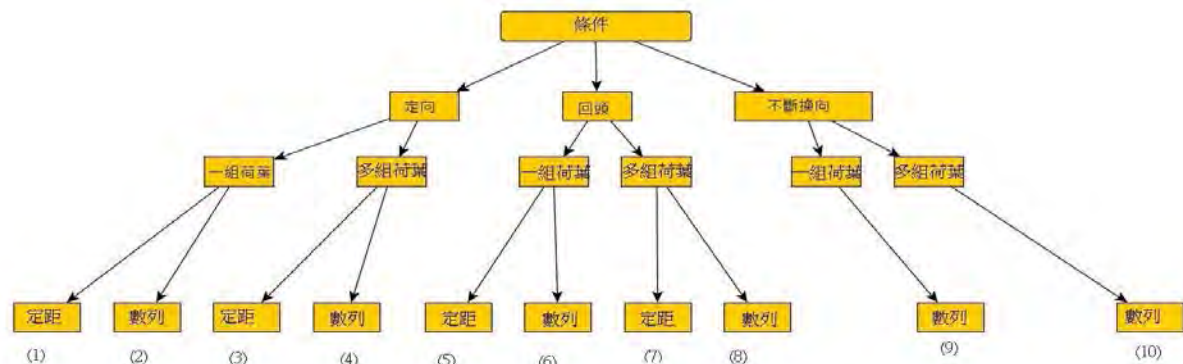 條件
定向 回頭 不斷換向
一組荷葉 多組荷葉 一組荷葉 多組荷葉 一組荷葉 多組荷葉
定距 數列 定距 數列 定距 數列 定距 數列 數列 數列
(1) (2) (3) (4) (5) (6) (7) (8) (9) (10)